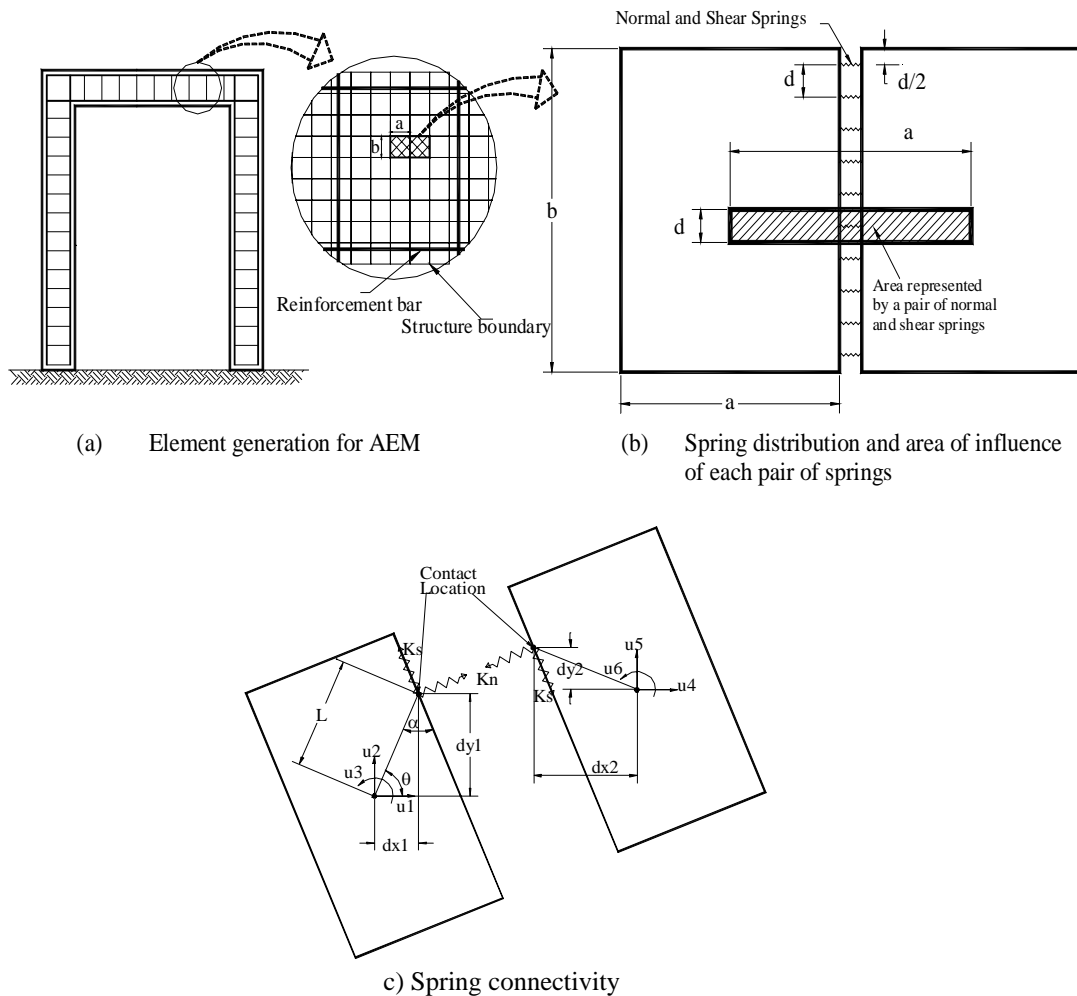 Normal and Shear Springs
d
d/2
a
b
a
b
d
Reinforcement bar
Structure boundary
Area represented
by a pair of normal
and shear springs
a
(a) Element generation for AEM
(b) Spring distribution and area of influence
of each pair of springs
Contact
Location
Ks
Kn
u5
u6
dy2
Ks
u4
L
α
u2
dy1
u3
θ
u1
dx2
dx1
c) Spring connectivity